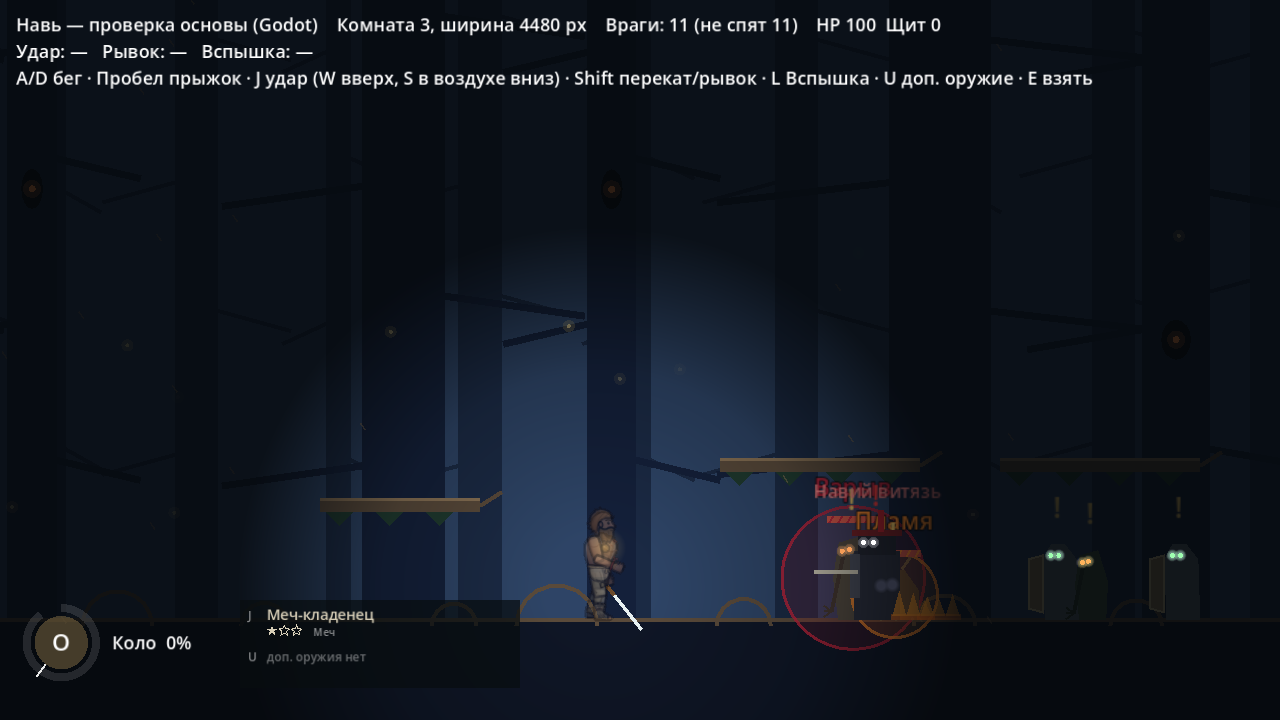 Навь — проверка основы (Godot)    Комната 3, ширина 4480 px    Враги: 11 (не спят 11)    HP 100  Щит 0
Удар: —   Рывок: —   Вспышка: —
A/D бег · Пробел прыжок · J удар (W вверх, S в воздухе вниз) · Shift перекат/рывок · L Вспышка · U доп. оружие · E взять
Навий витязь
Пламя
! ! !
J Меч-кладенец
★☆☆ Меч
О Коло 0%
U доп. оружия нет